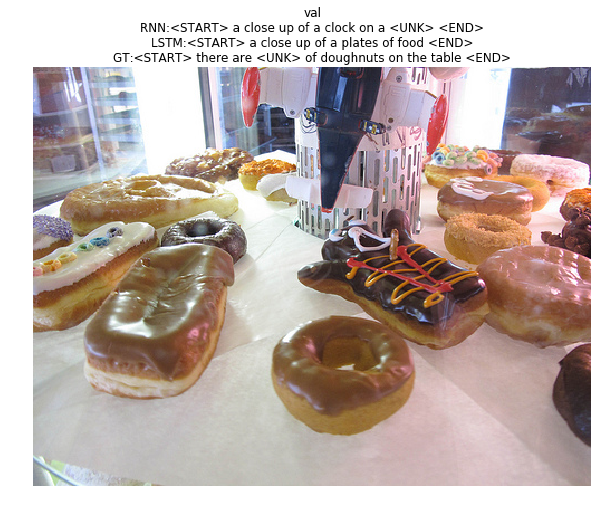 val
RNN:<START> a close up of a clock on a <UNK> <END>
LSTM:<START> a close up of a plates of food <END>
GT:<START> there are <UNK> of doughnuts on the table <END>